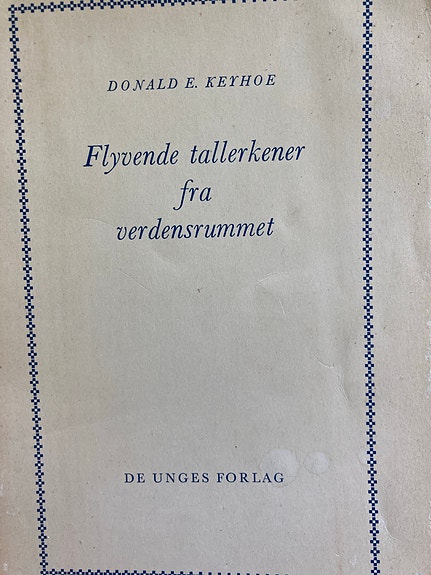 DONALD E. KEYHOE
Flyvende tallerkener
fra
verdensrummet
DE UNGES FORLAG